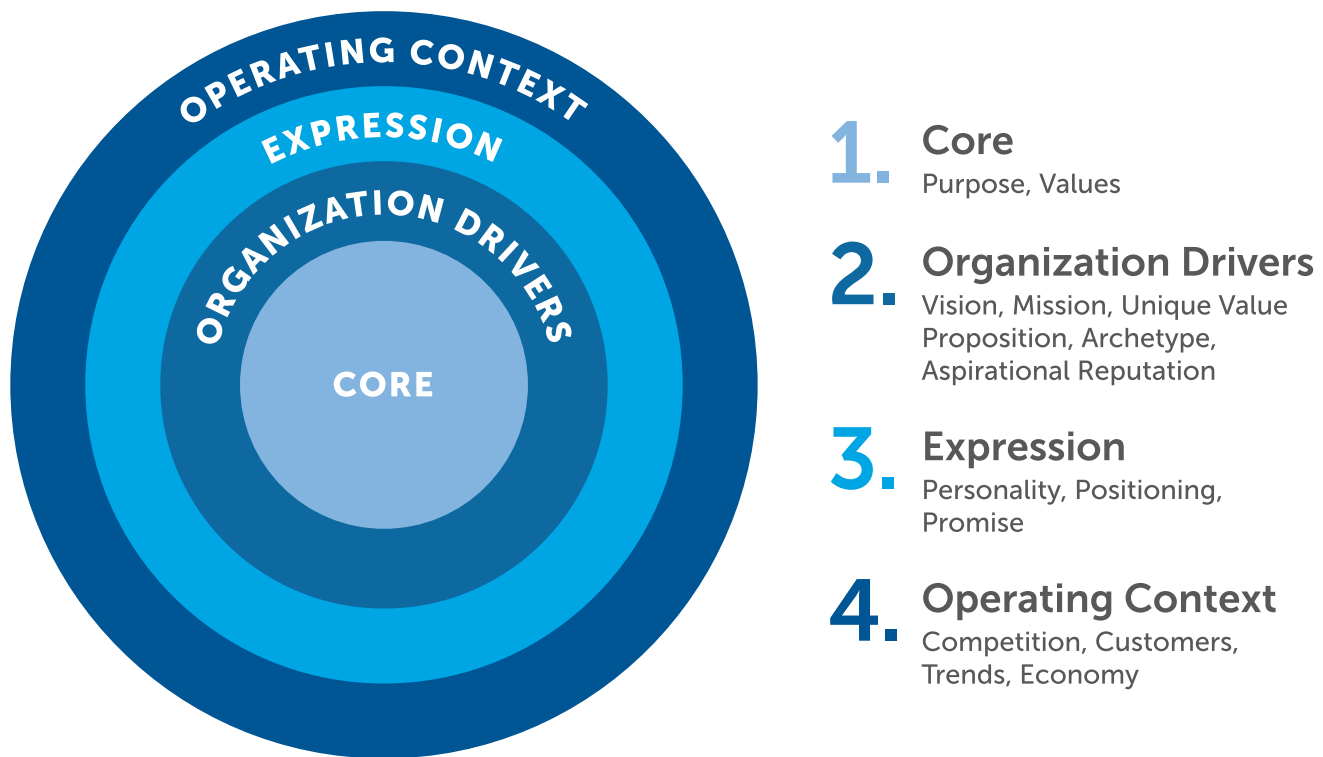 OPERATING CONTEXT
EXPRESSION
ORGANIZATION DRIVERS
CORE
1. Core
Purpose, Values
2. Organization Drivers
Vision, Mission, Unique Value
Proposition, Archetype,
Aspirational Reputation
3. Expression
Personality, Positioning,
Promise
4. Operating Context
Competition, Customers,
Trends, Economy